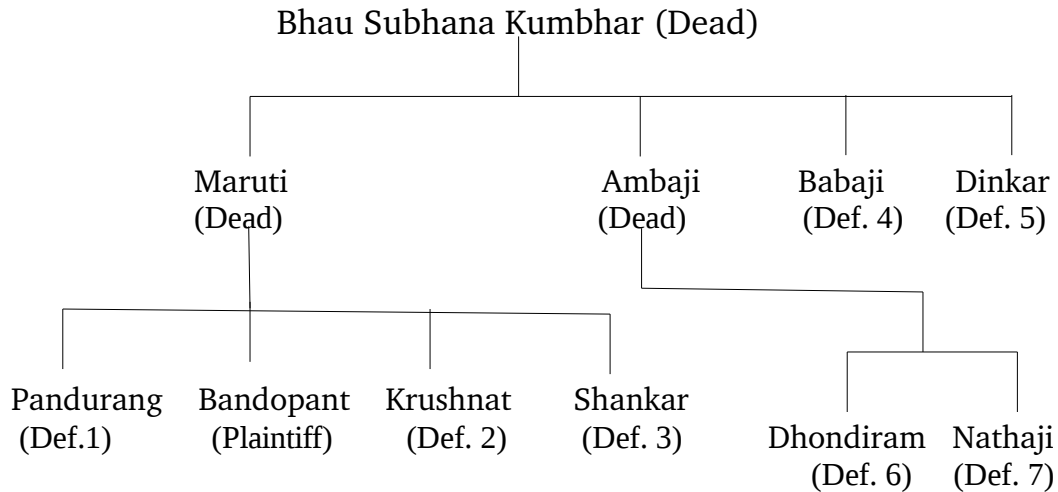 Bhau Subhana Kumbhar (Dead)
Maruti Ambaji Babaji Dinkar
(Dead) (Dead) (Def. 4) (Def. 5)
Pandurang Bandopant Krushnat Shankar
(Def.1) (Plaintiff) (Def. 2) (Def. 3)
Dhondiram Nathaji
(Def. 6) (Def. 7)